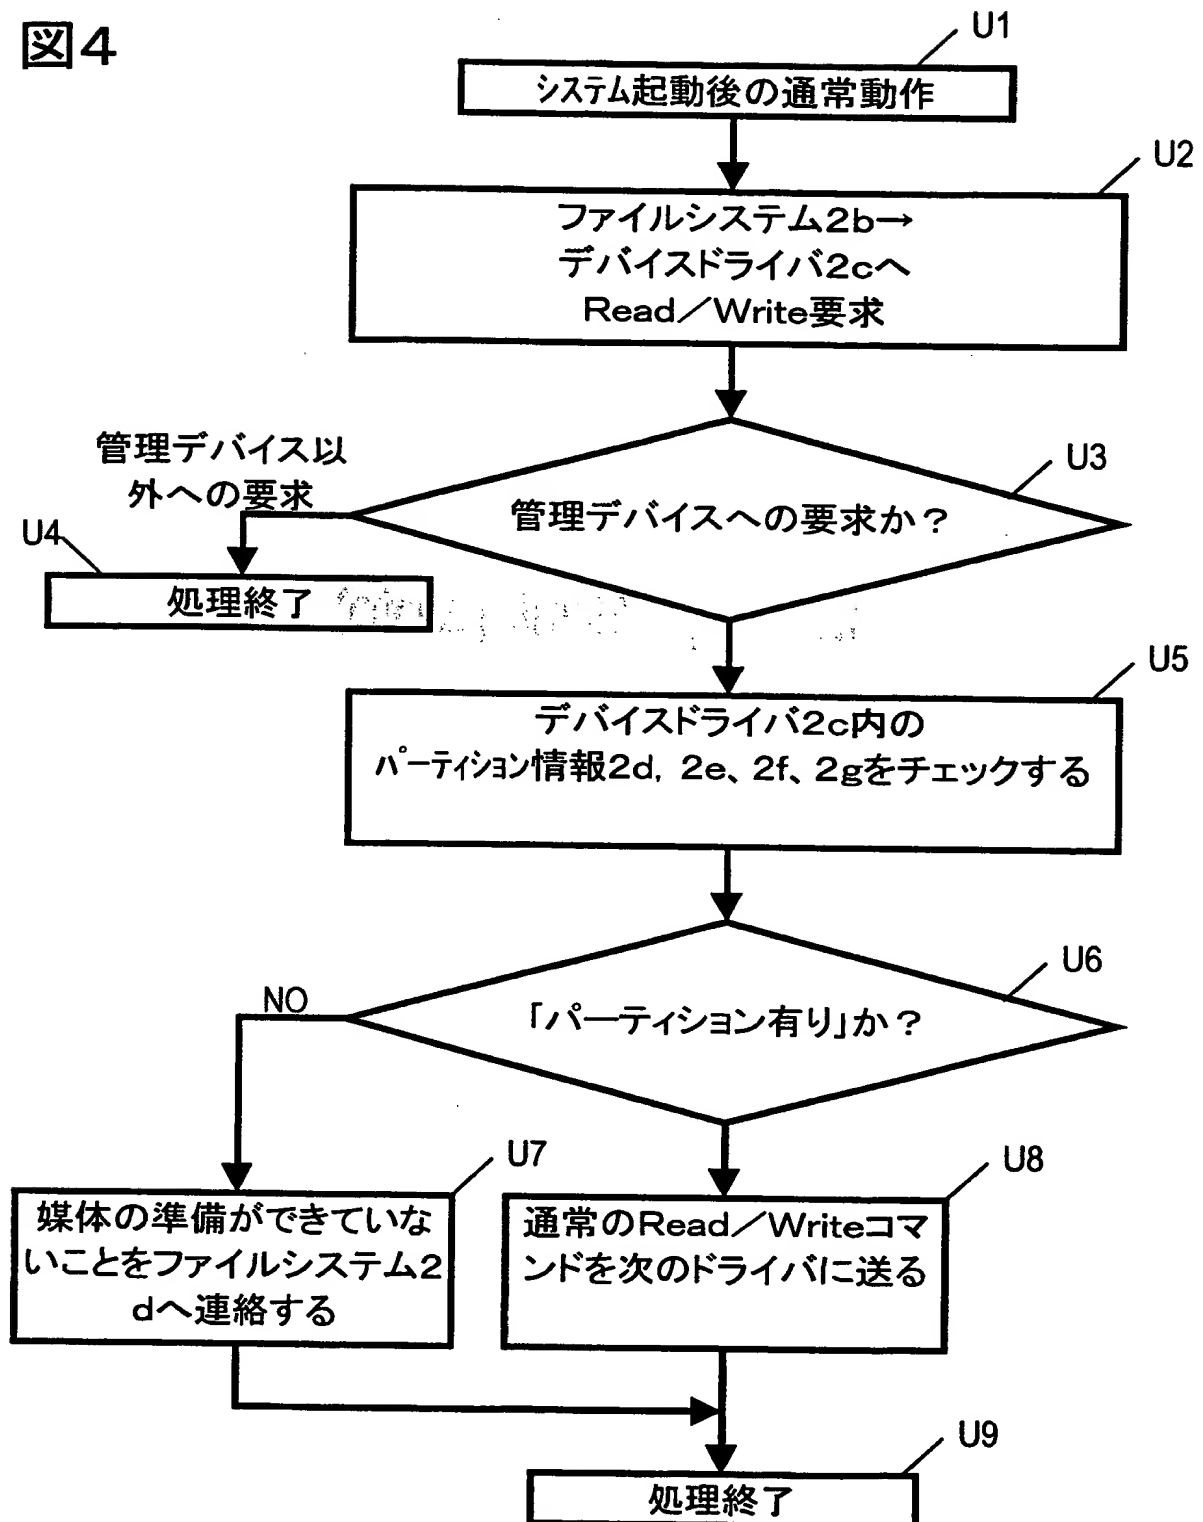 図4
U1
システム起動後の通常動作
U2
ファイルシステム2b→
デバイスドライバ2cへ
Read／Write要求
管理デバイス以
外への要求
U3
管理デバイスへの要求か？
U4
処理終了
U5
デバイスドライバ2c内の
パーティション情報2d, 2e、2f、2gをチェックする
U6
NO
「パーティション有り」か？
U7
媒体の準備ができていな
いことをファイルシステム2
dへ連絡する
U8
通常のRead／Writeコマ
ンドを次のドライバに送る
U9
処理終了